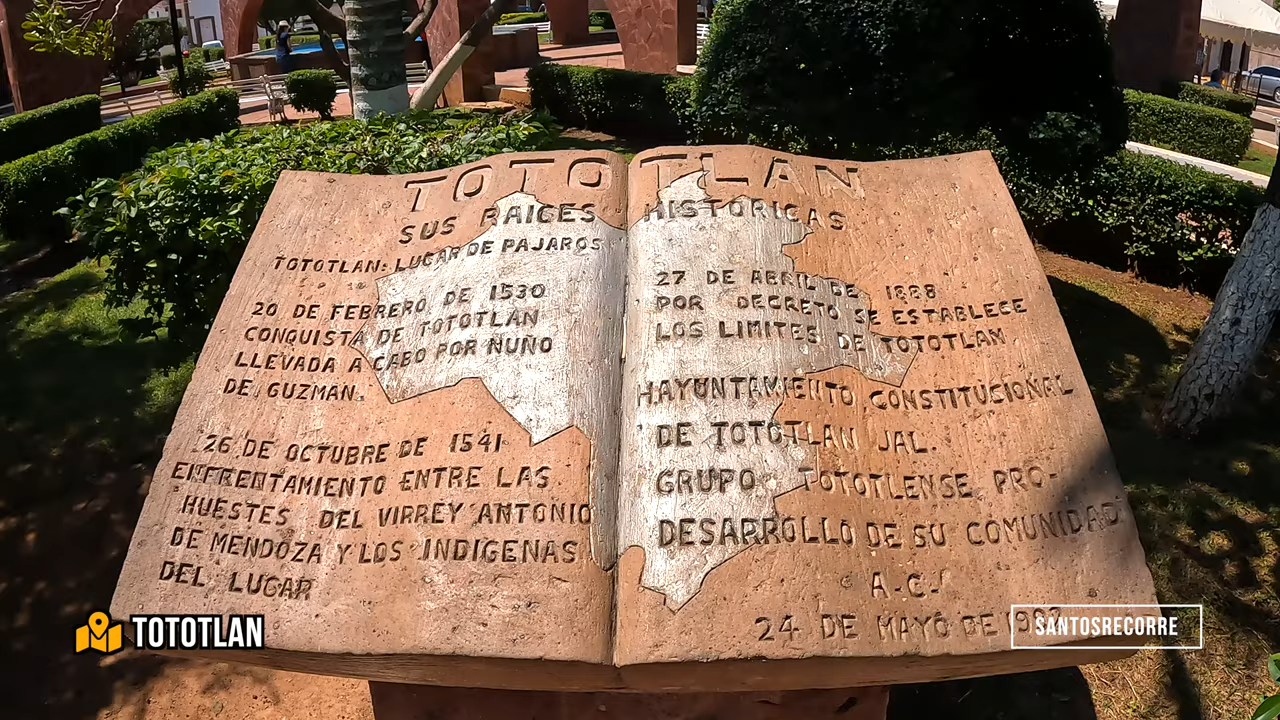 TOTOTLAN
SUS RAICES HISTORICAS
TOTOTLAN: LUGAR DE PAJAROS
20 DE FEBRERO DE 1530
CONQUISTA DE TOTOTLAN
LLEVADA A CABO POR NUÑO
DE GUZMAN.
26 DE OCTUBRE DE 1541
ENFRENTAMIENTO ENTRE LAS
HUESTES DEL VIRREY ANTONIO
DE MENDOZA Y LOS INDIGENAS
DEL LUGAR
27 DE ABRIL DE 1888
POR DECRETO SE ESTABLECE
LOS LIMITES DE TOTOTLAM
HAYUNTAMIENTO CONSTITUSIONAL
DE TOTOTLAN JAL.
GRUPO TOTOTLENSE PRO-
DESARROLLO DE SU COMUNIDAD
A.C.
24 DE MAYO DE
TOTOTLAN
SANTOSRECORRE